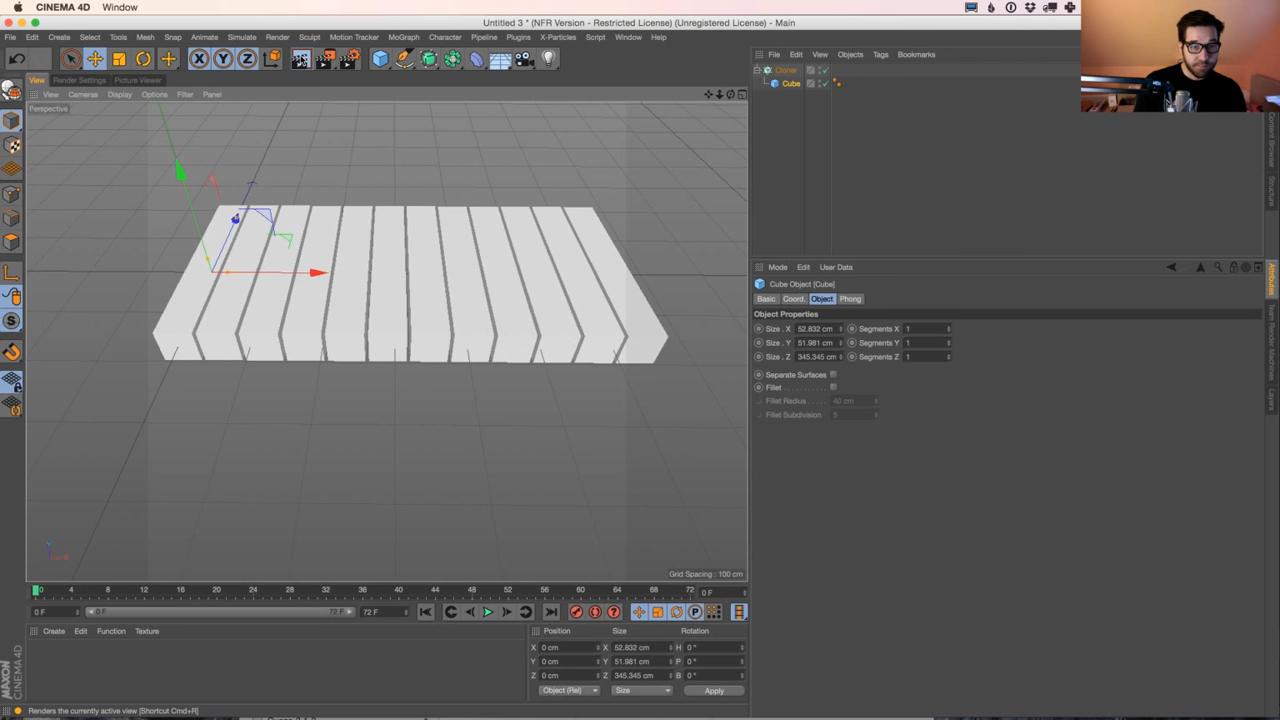 CINEMA 4D Window
Untitled 3 * (NFR Version - Restricted License) (Unregistered License) - Main
File Edit Create Select Tools Mesh Snap Animate Simulate Render Sculpt Motion Tracker MoGraph Character Pipeline Plugins X-Particles Script Window Help
X Y Z
File Edit View Objects Tags Bookmarks
View Render Settings Picture Viewer
Cloner
Cube
View Cameras Display Options Filter Panel
Perspective
Content Browser
Structure
Mode Edit User Data
Cube Object [Cube]
Basic Coord. Object Phong
Object Properties
Size . X 52.832 cm Segments X 1
Size . Y 51.981 cm Segments Y 1
Size . Z 345.345 cm Segments Z 1
Separate Surfaces
Fillet
Fillet Radius 40 cm
Fillet Subdivision 5
Attributes
Layers
Grid Spacing : 100 cm
0 4 8 12 16 20 24 28 32 36 40 44 48 52 56 60 64 68 72 0 F
0 F 0 F 72 F 72 F
Create Edit Function Texture
Position Size Rotation
X 0 cm X 52.832 cm H 0 °
Y 0 cm Y 51.981 cm P 0 °
Z 0 cm Z 345.345 cm B 0 °
Object (Rel) Size Apply
MAXON
CINEMA 4D
Renders the currently active view [Shortcut Cmd+R]